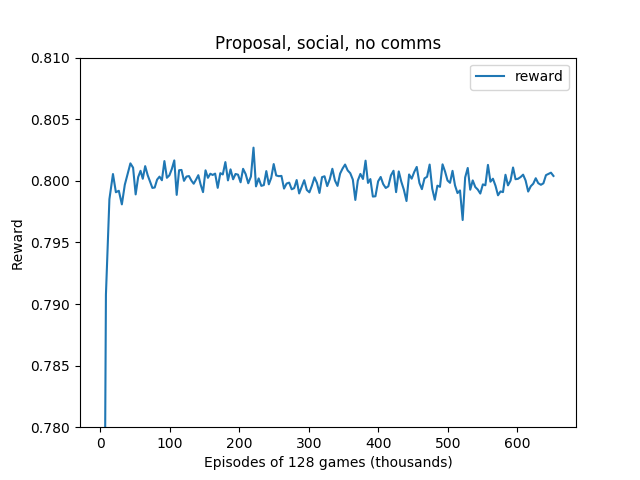 Proposal, social, no comms
reward
Reward
0.810
0.805
0.800
0.795
0.790
0.785
0.780
0 100 200 300 400 500 600
Episodes of 128 games (thousands)